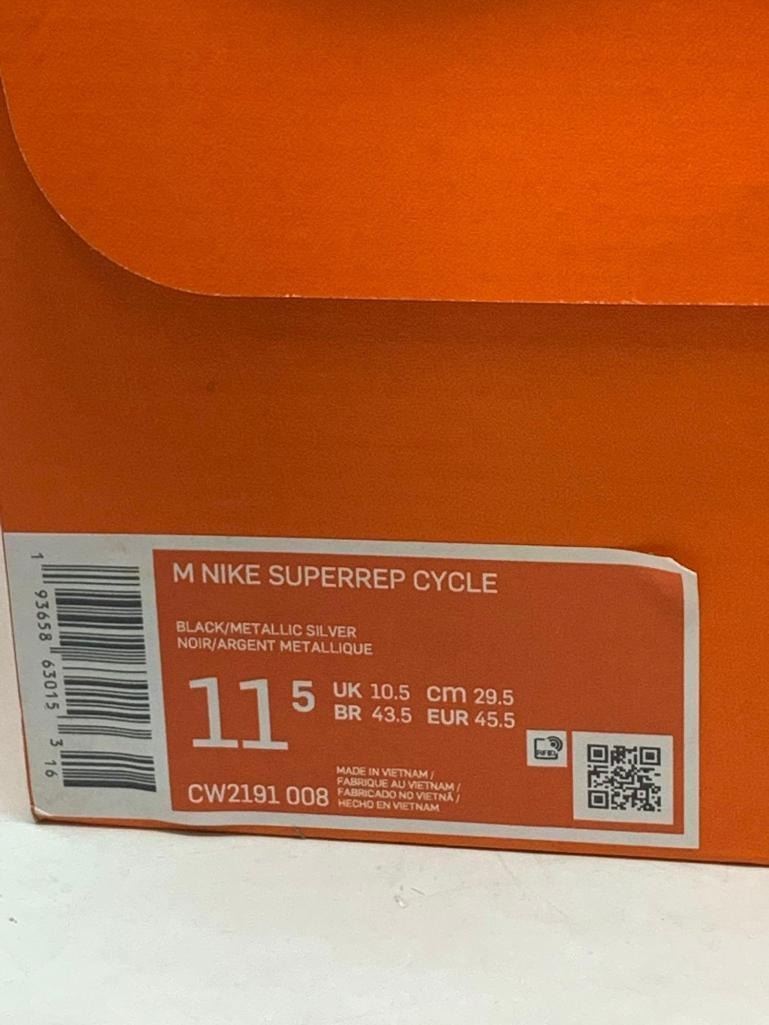 M NIKE SUPERREP CYCLE
BLACK/METALLIC SILVER
NOIR/ARGENT METALLIQUE
11 5
UK 10.5 cm 29.5
BR 43.5 EUR 45.5
RFID
CW2191 008
MADE IN VIETNAM /
FABRIQUE AU VIETNAM /
FABRICADO NO VIETNÃ /
HECHO EN VIETNAM
1 93658 63015 3 16